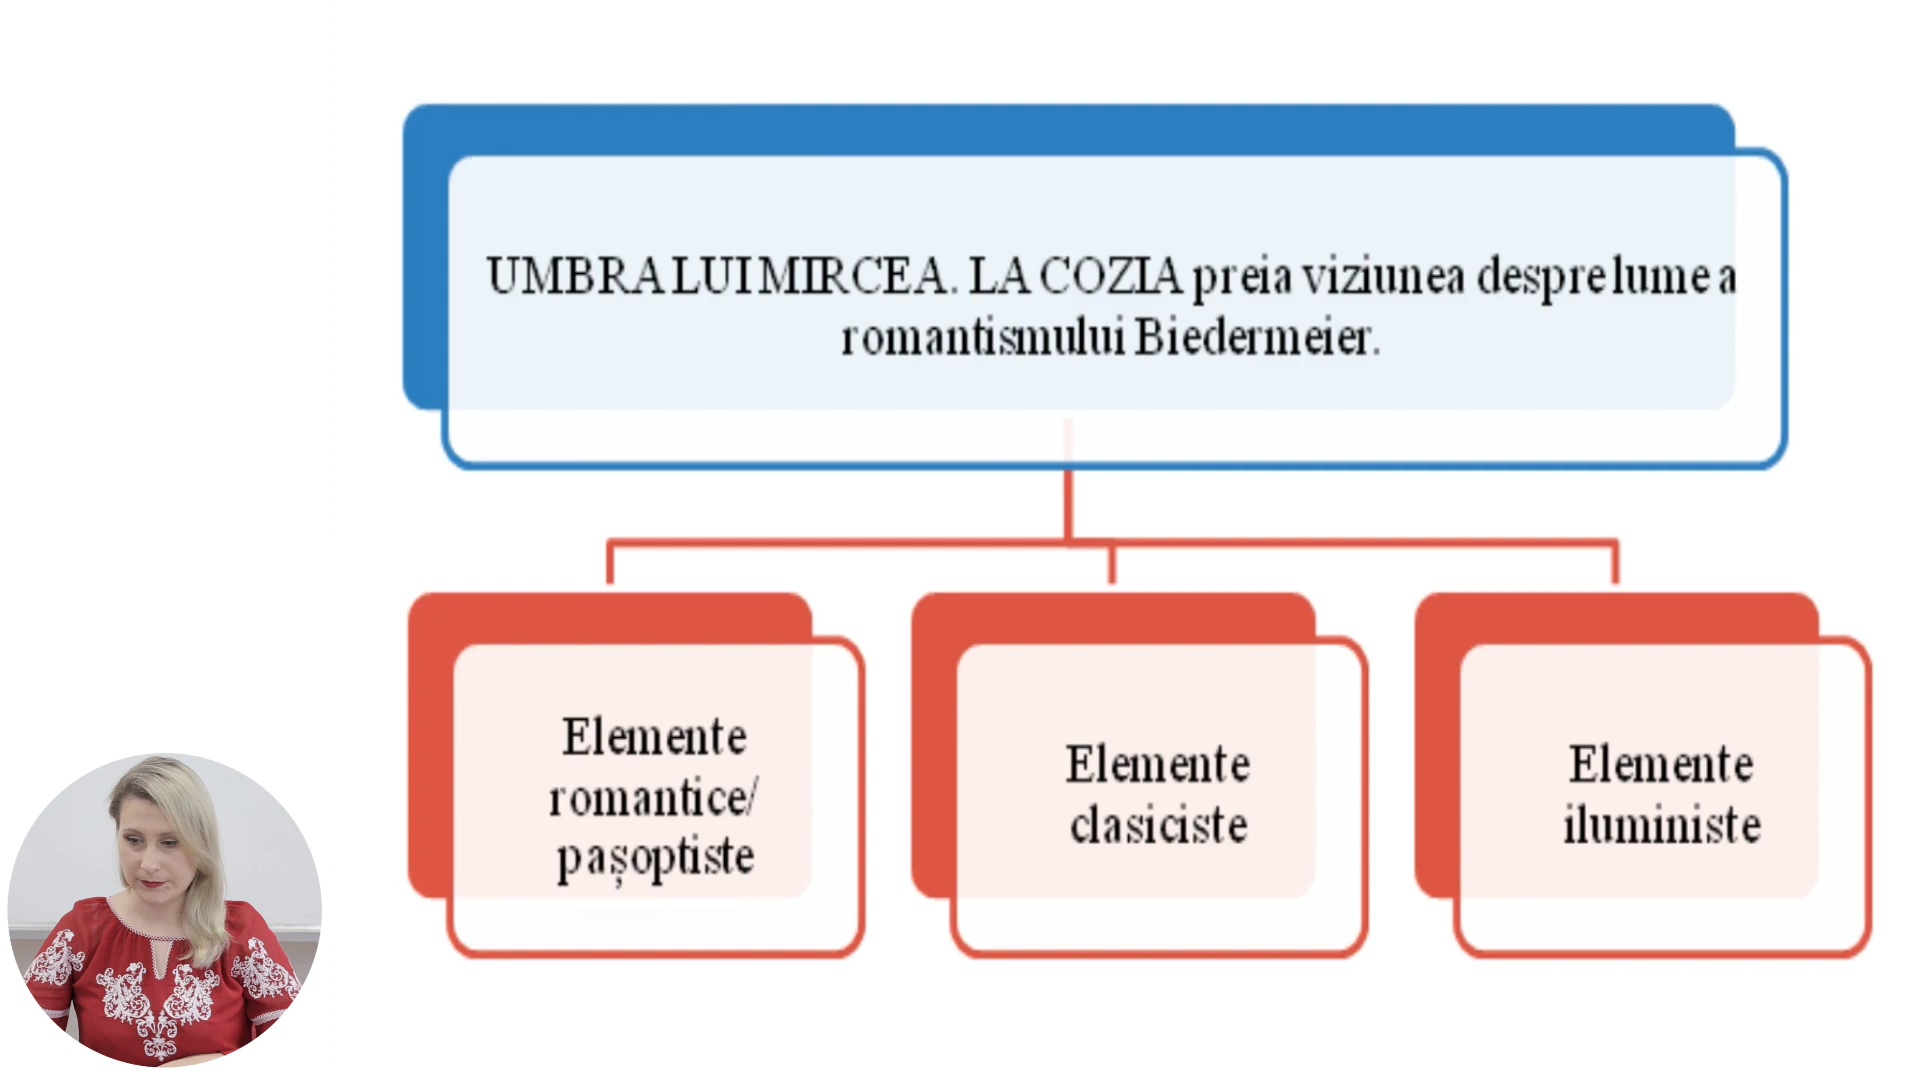 UMBRA LUI MIRCEA. LA COZIA preia viziunea despre lume a
romantismului Biedermeier.
Elemente
romantice/
pașoptiste
Elemente
clasiciste
Elemente
iluministe